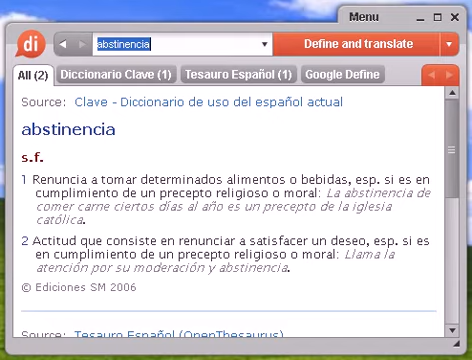 Menu
di
abstinencia
Define and translate
All (2)
Diccionario Clave (1)
Tesauro Español (1)
Google Define
Source: Clave - Diccionario de uso del español actual
abstinencia
s.f.
1 Renuncia a tomar determinados alimentos o bebidas, esp. si es en
cumplimiento de un precepto religioso o moral: La abstinencia de
comer carne ciertos días al año es un precepto de la iglesia
católica.
2 Actitud que consiste en renunciar a satisfacer un deseo, esp. si es
en cumplimiento de un precepto religioso o moral: Llama la
atención por su moderación y abstinencia.
© Ediciones SM 2006
Source: Tesauro Español (OpenThesaurus)